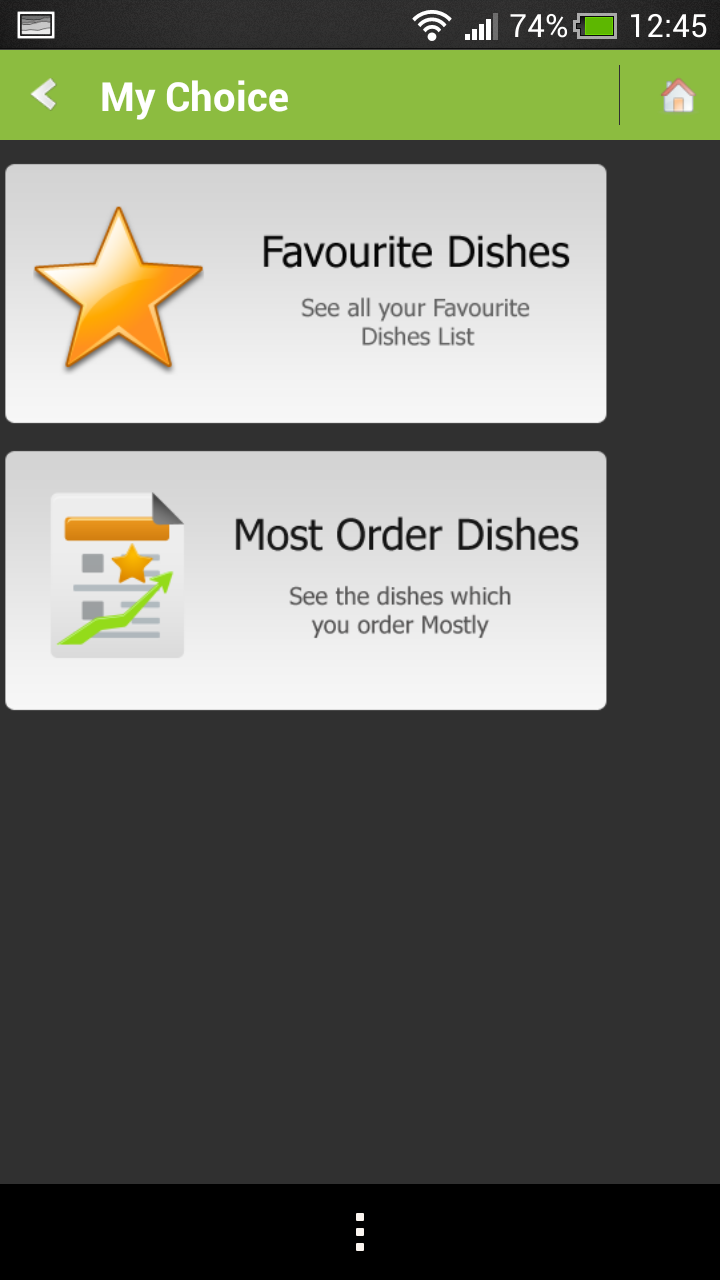 74% 12:45
My Choice
Favourite Dishes
See all your Favourite
Dishes List
Most Order Dishes
See the dishes which
you order Mostly